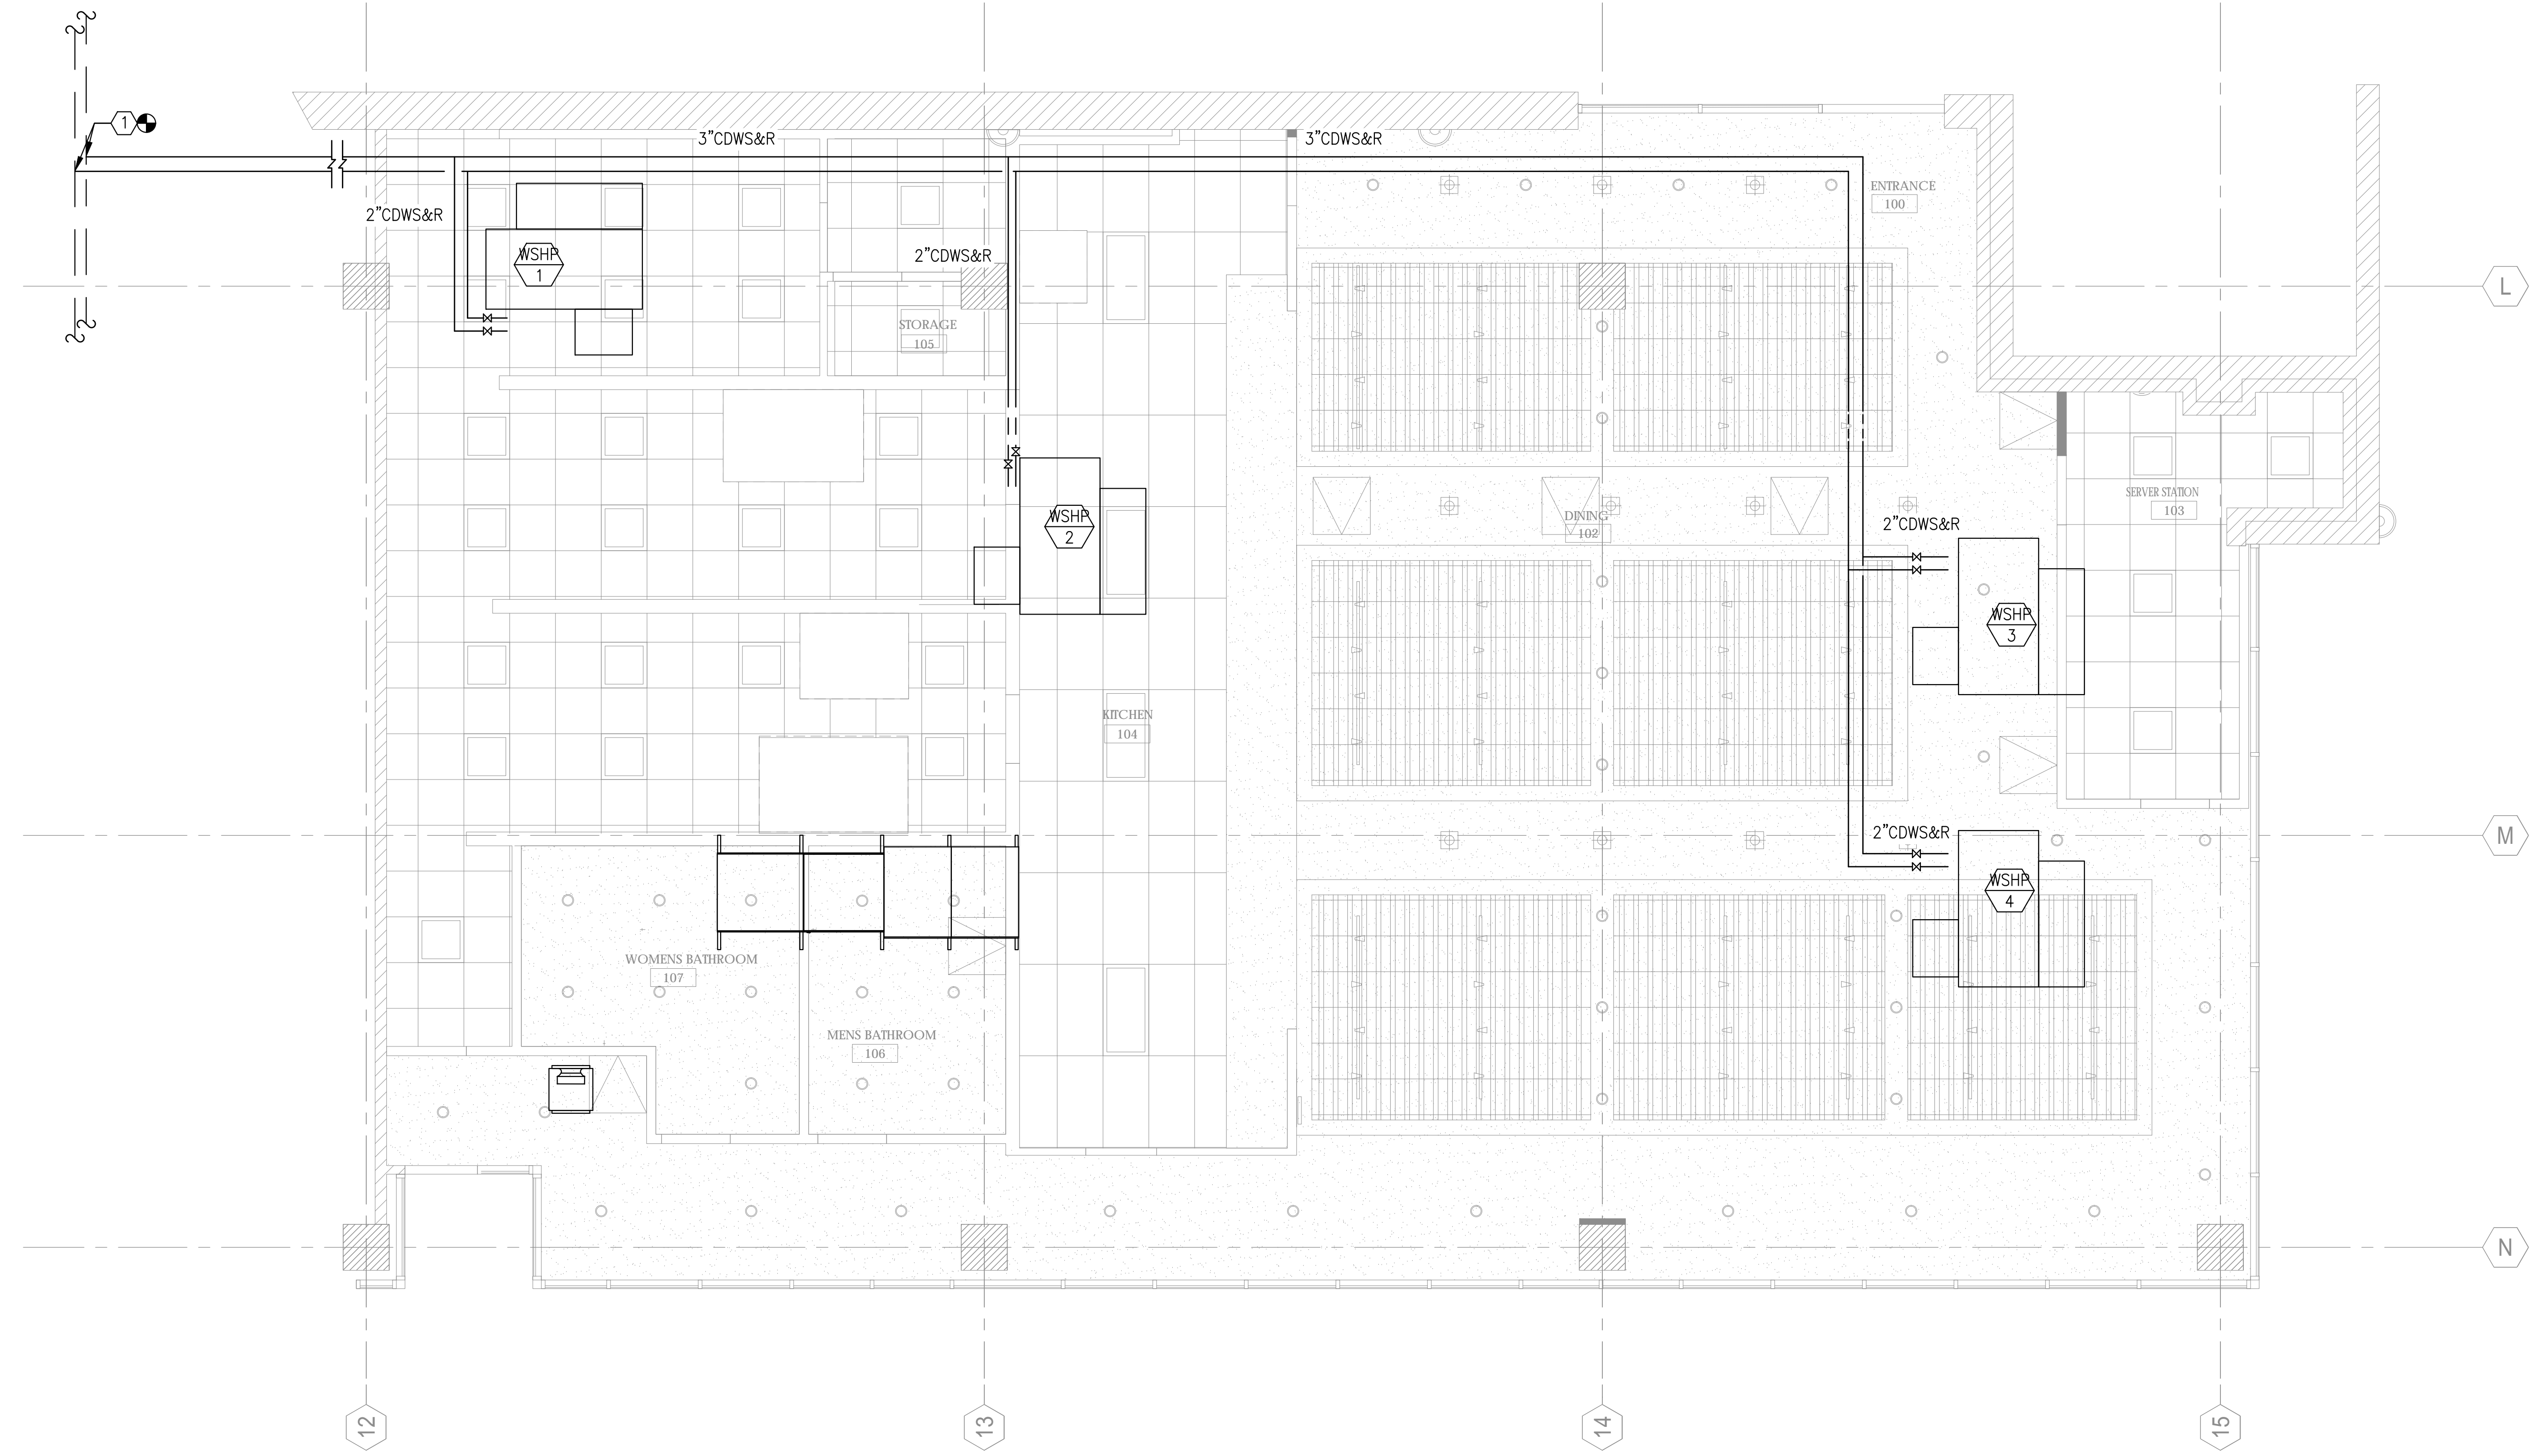 1
3"CDWS&R
3"CDWS&R
2"CDWS&R
ENTRANCE
100
WSHP
1
2"CDWS&R
L
STORAGE
105
SERVER STATION
103
WSHP
2
DINING
102
2"CDWS&R
WSHP
3
KITCHEN
104
2"CDWS&R
M
WSHP
4
WOMENS BATHROOM
107
MENS BATHROOM
106
N
12
13
14
15